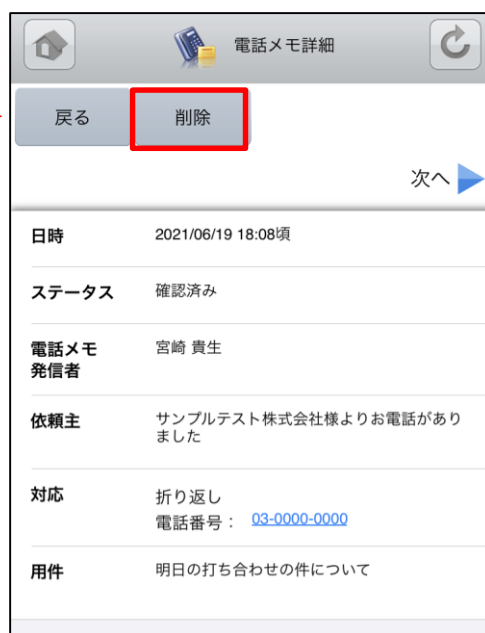 電話メモ詳細
戻る 削除
次へ
日時 2021/06/19 18:08頃
ステータス 確認済み
電話メモ 宮崎 貴生
発信者
依頼主 サンプルテスト株式会社様よりお電話があり
ました
対応 折り返し
電話番号： 03-0000-0000
用件 明日の打ち合わせの件について